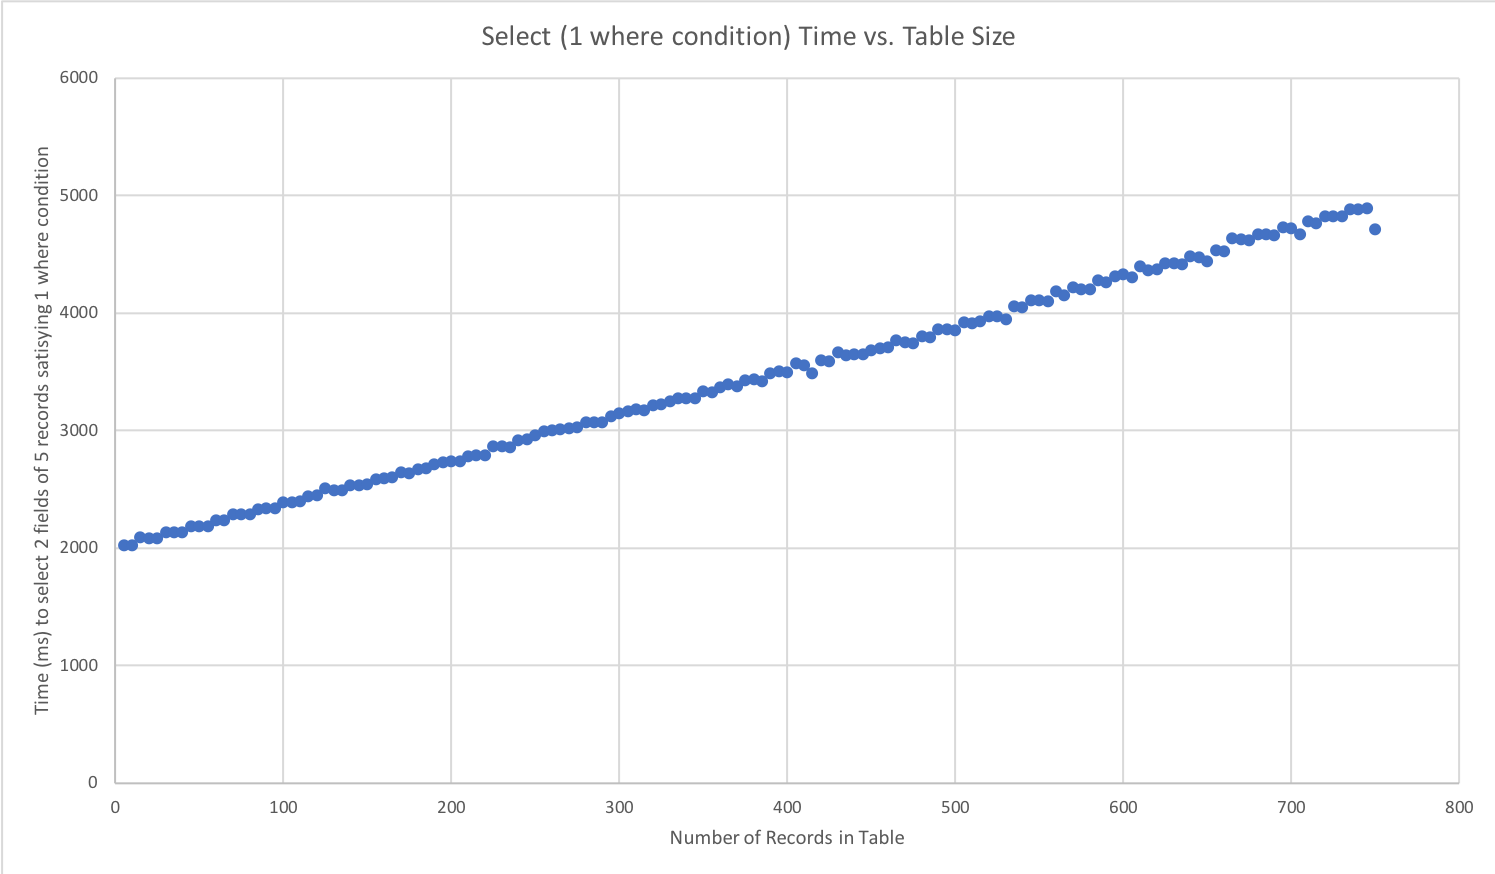 Select (1 where condition) Time vs. Table Size
6000
5000
4000
3000
2000
1000
0
Time (ms) to select 2 fields of 5 records satisying 1 where condition
0 100 200 300 400 500 600 700 800
Number of Records in Table